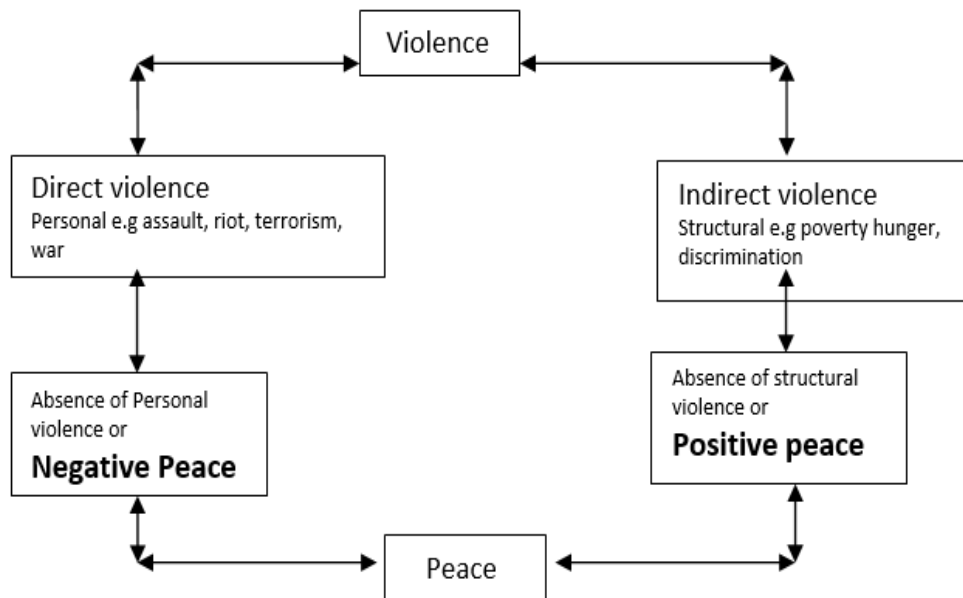 Violence
Direct violence
Personal e.g assault, riot, terrorism,
war
Indirect violence
Structural e.g poverty hunger,
discrimination
Absence of Personal
violence or
Negative Peace
Absence of structural
violence or
Positive peace
Peace